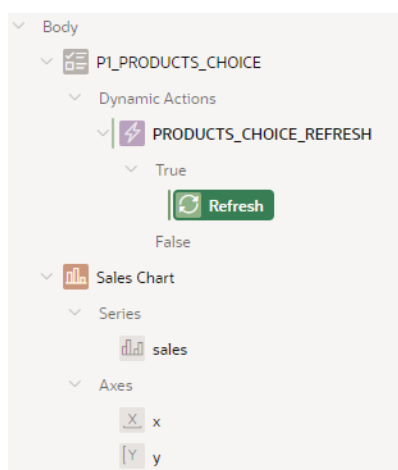 Body
P1_PRODUCTS_CHOICE
Dynamic Actions
PRODUCTS_CHOICE_REFRESH
True
Refresh
False
Sales Chart
Series
sales
Axes
X x
Y y